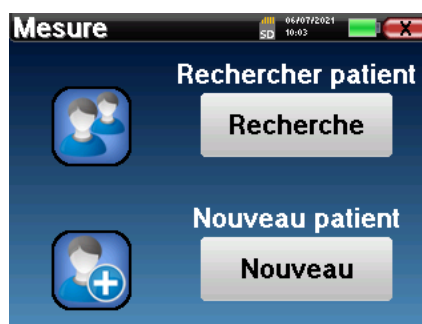 Mesure
SD
06/07/2021
10:03
X
Rechercher patient
Recherche
Nouveau patient
Nouveau